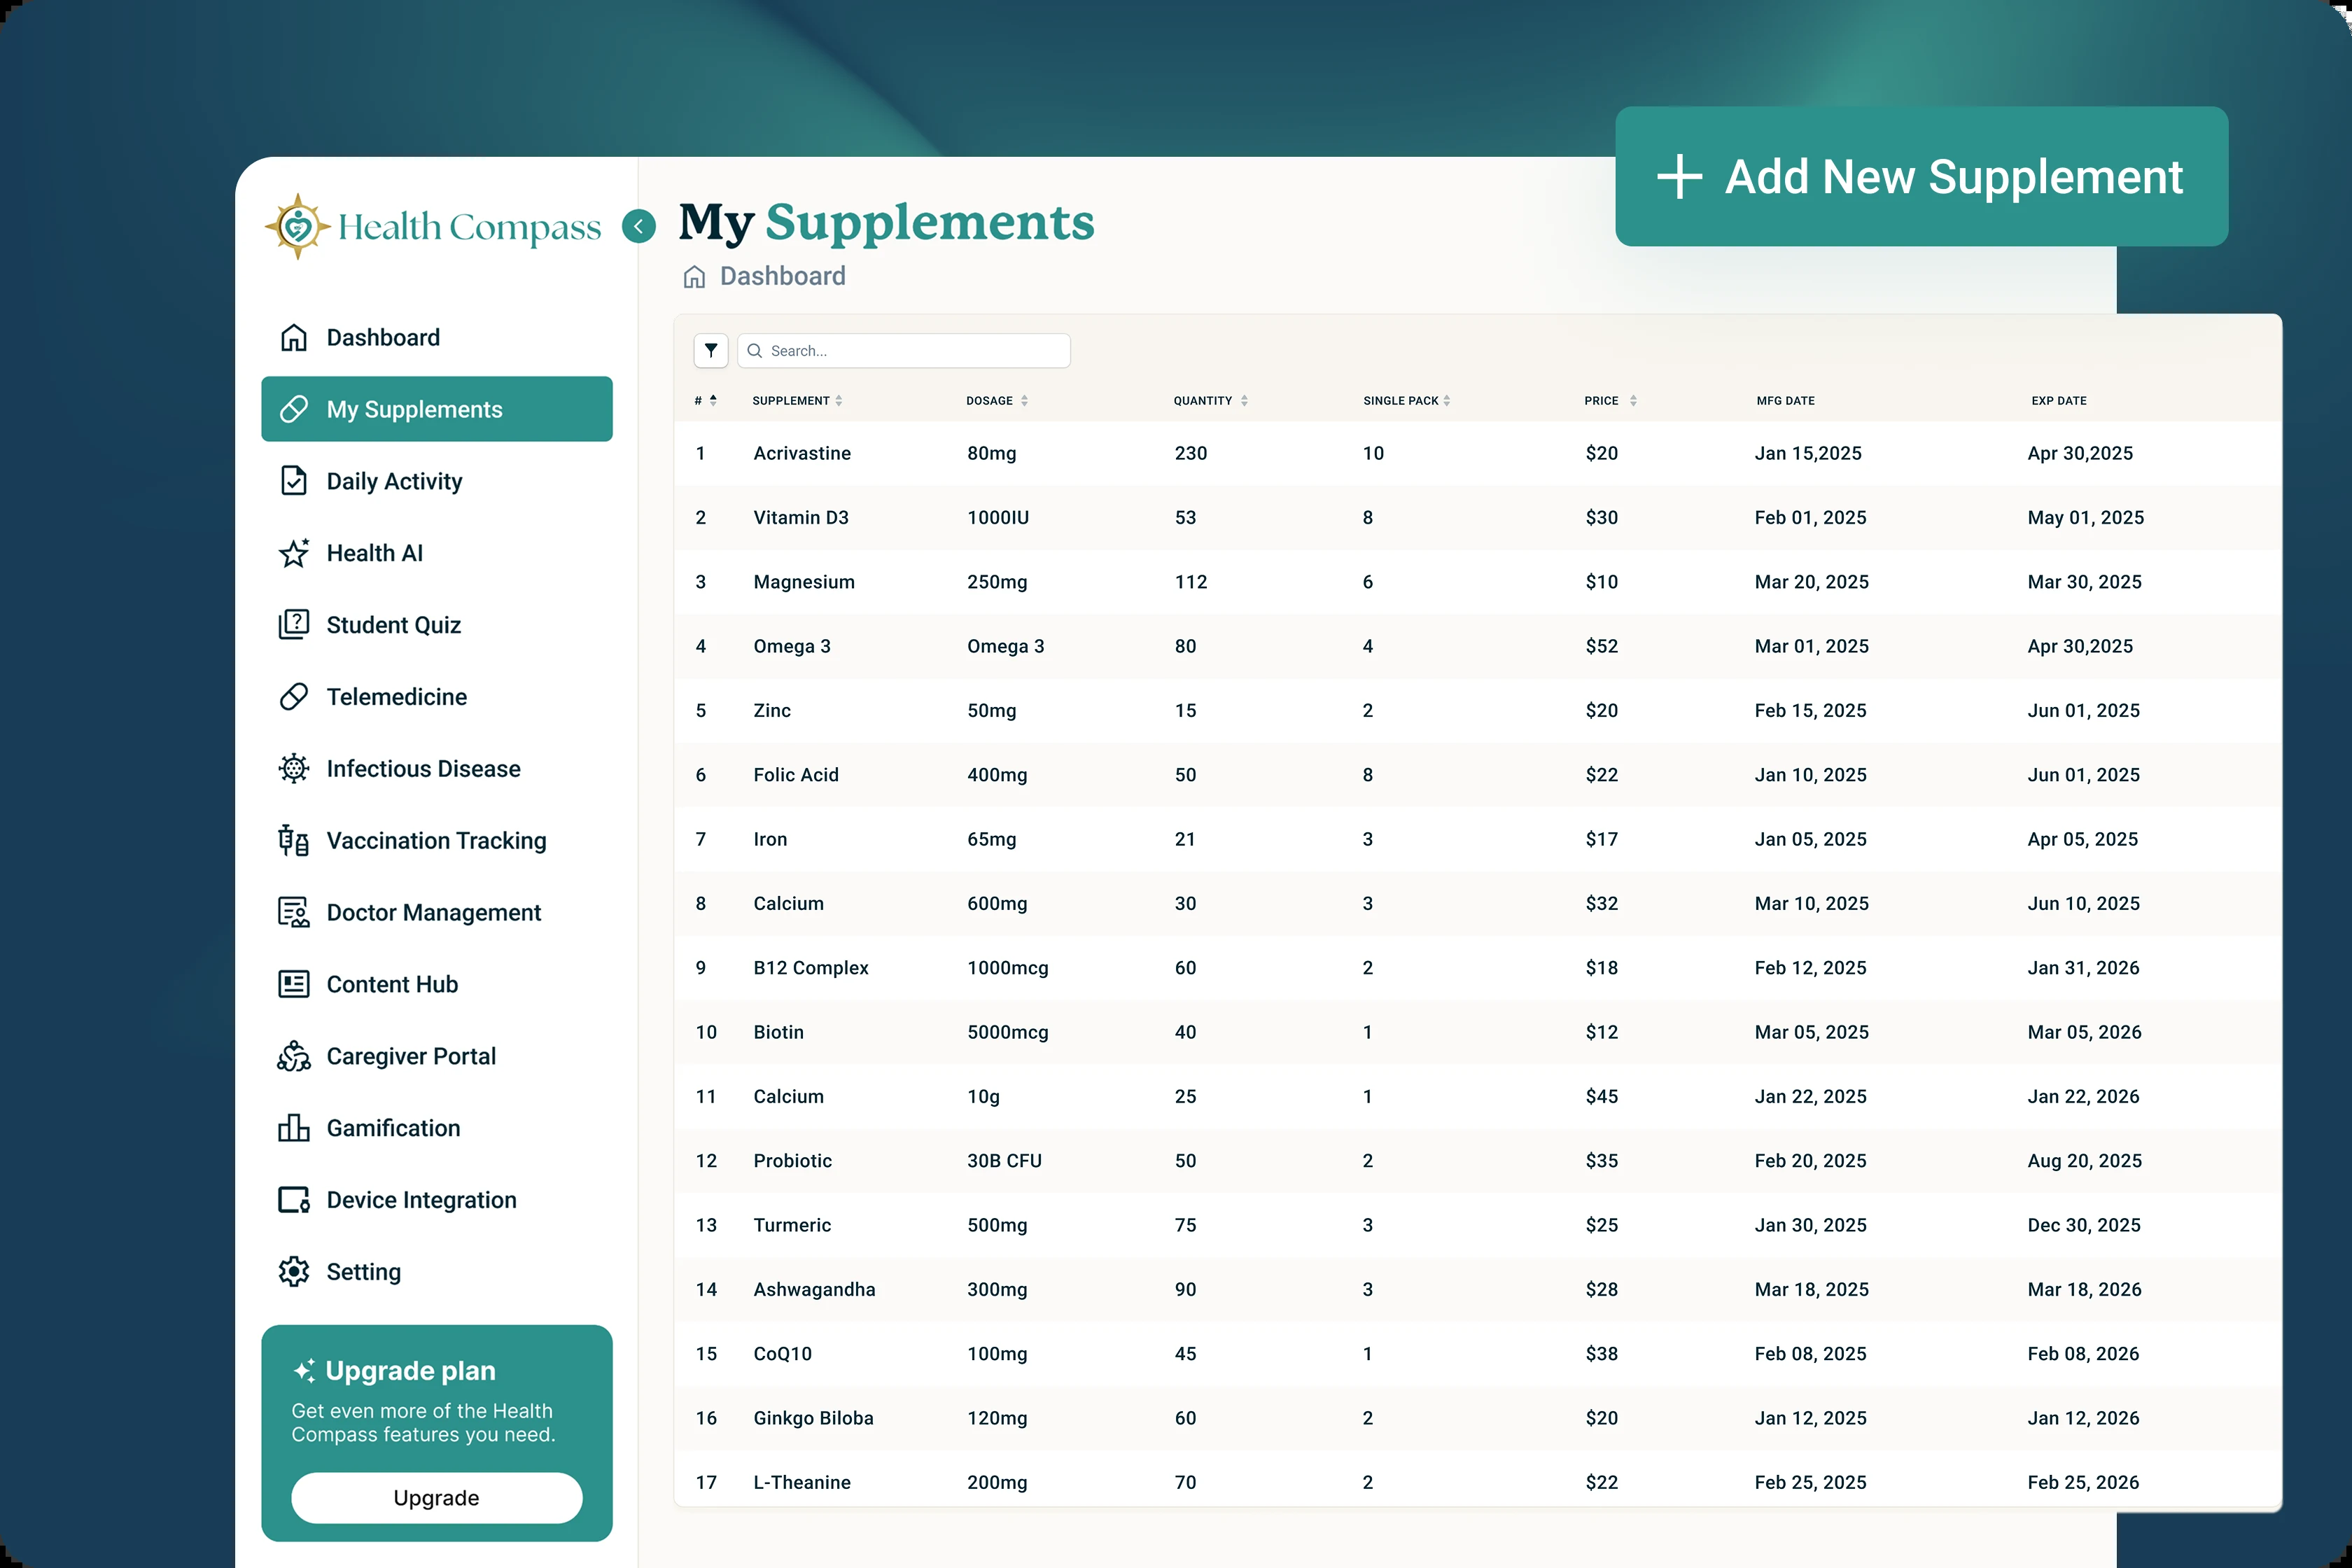 Health Compass
My Supplements
Dashboard
+ Add New Supplement
Dashboard
My Supplements
Daily Activity
Health AI
Student Quiz
Telemedicine
Infectious Disease
Vaccination Tracking
Doctor Management
Content Hub
Caregiver Portal
Gamification
Device Integration
Setting
Upgrade plan
Get even more of the Health
Compass features you need.
Upgrade
Search...
# SUPPLEMENT DOSAGE QUANTITY SINGLE PACK PRICE MFG DATE EXP DATE
1 Acrivastine 80mg 230 10 $20 Jan 15,2025 Apr 30,2025
2 Vitamin D3 1000IU 53 8 $30 Feb 01, 2025 May 01, 2025
3 Magnesium 250mg 112 6 $10 Mar 20, 2025 Mar 30, 2025
4 Omega 3 Omega 3 80 4 $52 Mar 01, 2025 Apr 30,2025
5 Zinc 50mg 15 2 $20 Feb 15, 2025 Jun 01, 2025
6 Folic Acid 400mg 50 8 $22 Jan 10, 2025 Jun 01, 2025
7 Iron 65mg 21 3 $17 Jan 05, 2025 Apr 05, 2025
8 Calcium 600mg 30 3 $32 Mar 10, 2025 Jun 10, 2025
9 B12 Complex 1000mcg 60 2 $18 Feb 12, 2025 Jan 31, 2026
10 Biotin 5000mcg 40 1 $12 Mar 05, 2025 Mar 05, 2026
11 Calcium 10g 25 1 $45 Jan 22, 2025 Jan 22, 2026
12 Probiotic 30B CFU 50 2 $35 Feb 20, 2025 Aug 20, 2025
13 Turmeric 500mg 75 3 $25 Jan 30, 2025 Dec 30, 2025
14 Ashwagandha 300mg 90 3 $28 Mar 18, 2025 Mar 18, 2026
15 CoQ10 100mg 45 1 $38 Feb 08, 2025 Feb 08, 2026
16 Ginkgo Biloba 120mg 60 2 $20 Jan 12, 2025 Jan 12, 2026
17 L-Theanine 200mg 70 2 $22 Feb 25, 2025 Feb 25, 2026